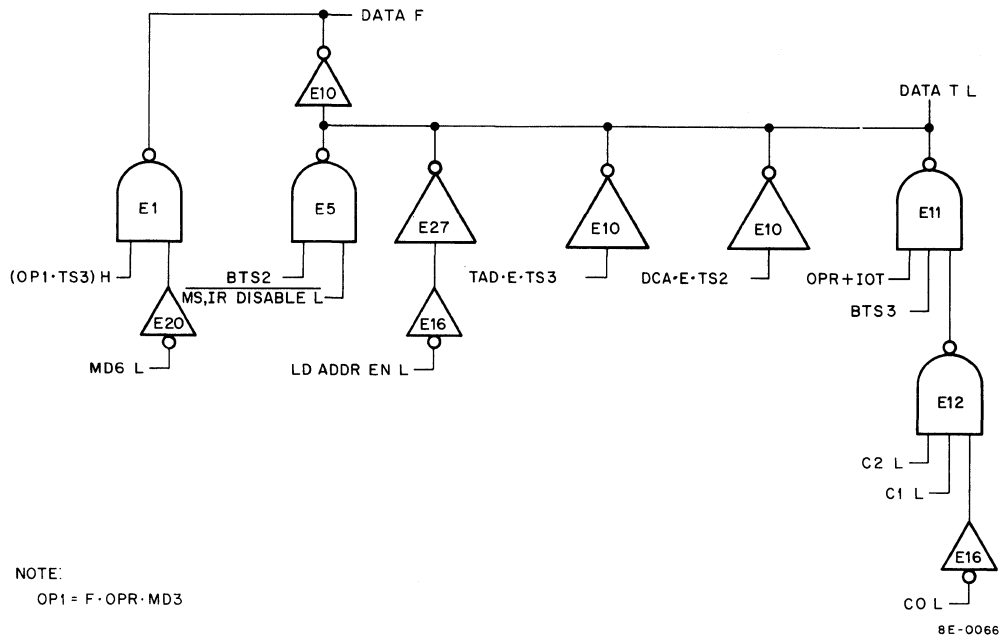 DATA F
E10
DATA T L
E1
E5
E27
E10
E10
E11
(OP1·TS3) H
BTS2
MS,IR DISABLE L
TAD·E·TS3
DCA·E·TS2
OPR+IOT
BTS3
E20
E16
MD6 L
LD ADDR EN L
E12
C2 L
C1 L
E16
CO L
NOTE:
OP1 = F·OPR·MD3
8E-0066